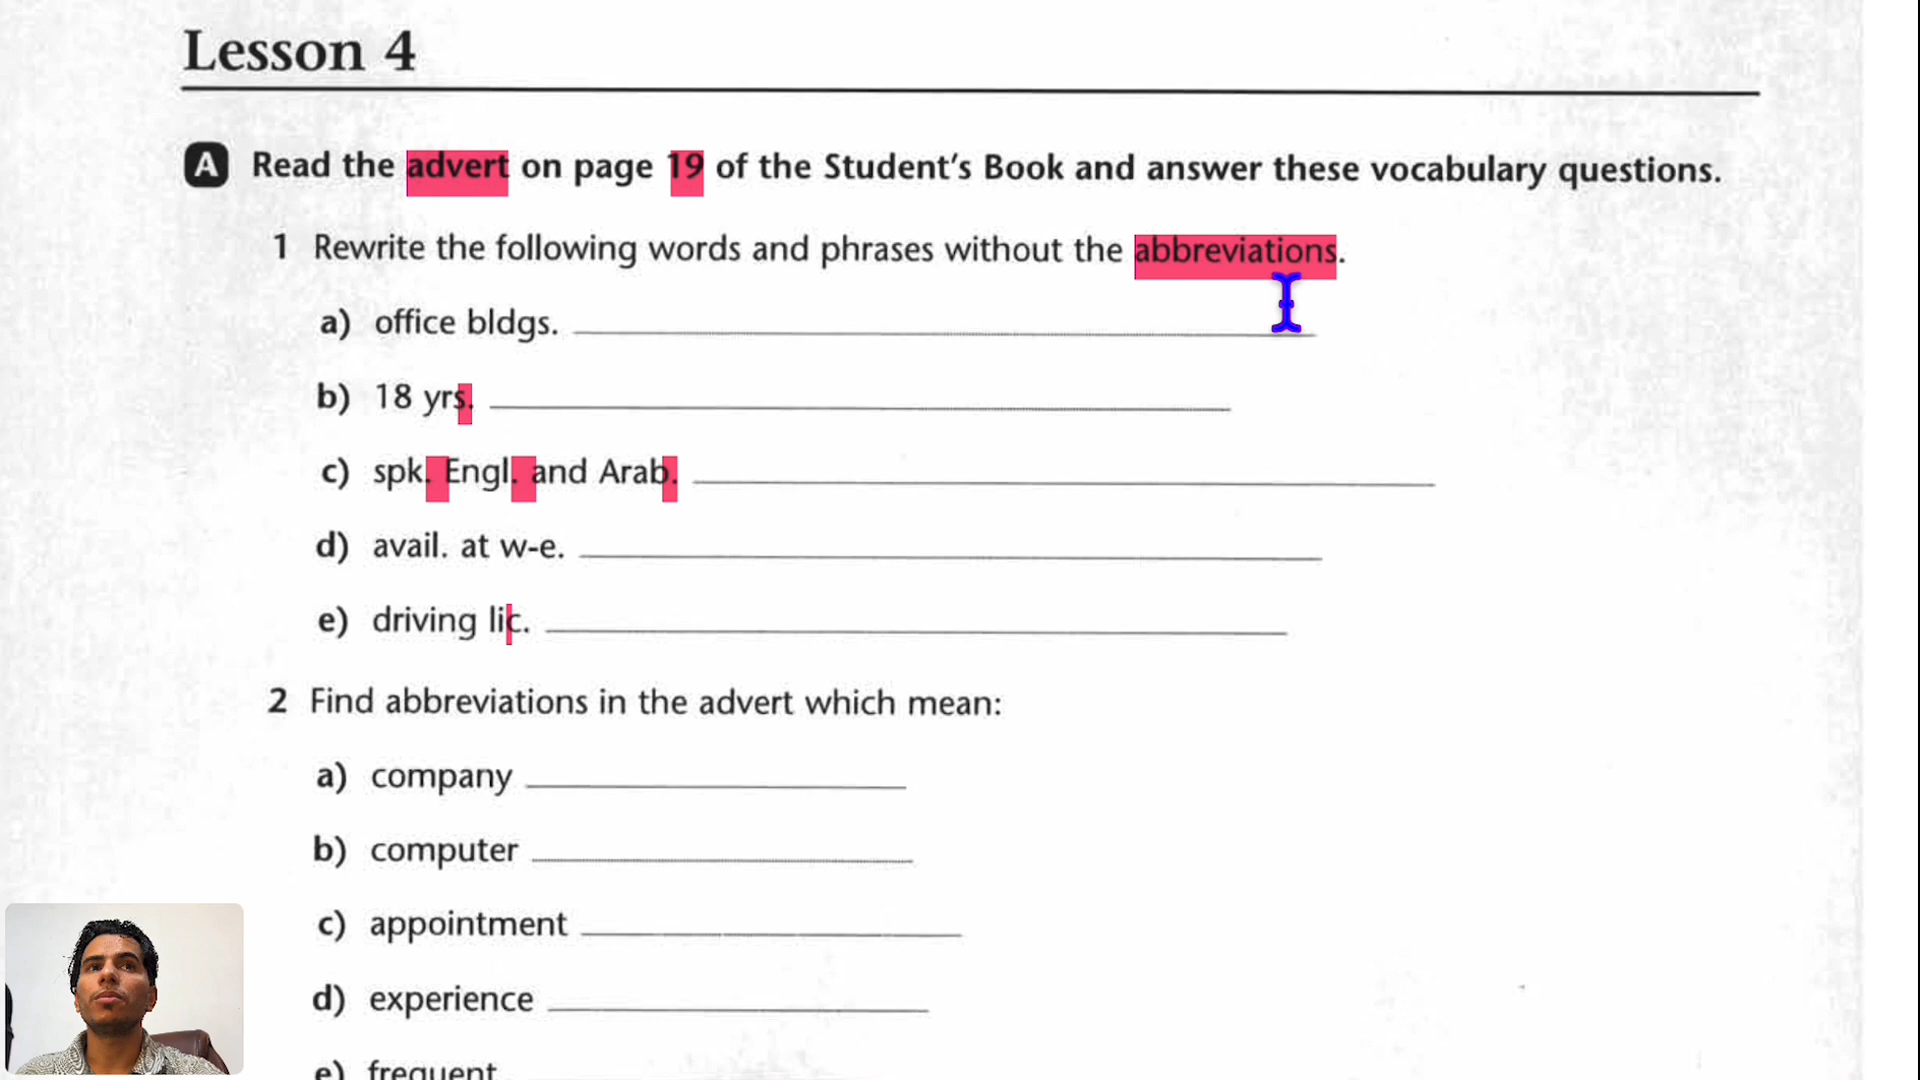 Lesson 4
A Read the advert on page 19 of the Student's Book and answer these vocabulary questions.
1 Rewrite the following words and phrases without the abbreviations.
a) office bldgs.
b) 18 yrs.
c) spk. Engl. and Arab.
d) avail. at w-e.
e) driving lic.
2 Find abbreviations in the advert which mean:
a) company
b) computer
c) appointment
d) experience
e) frequent